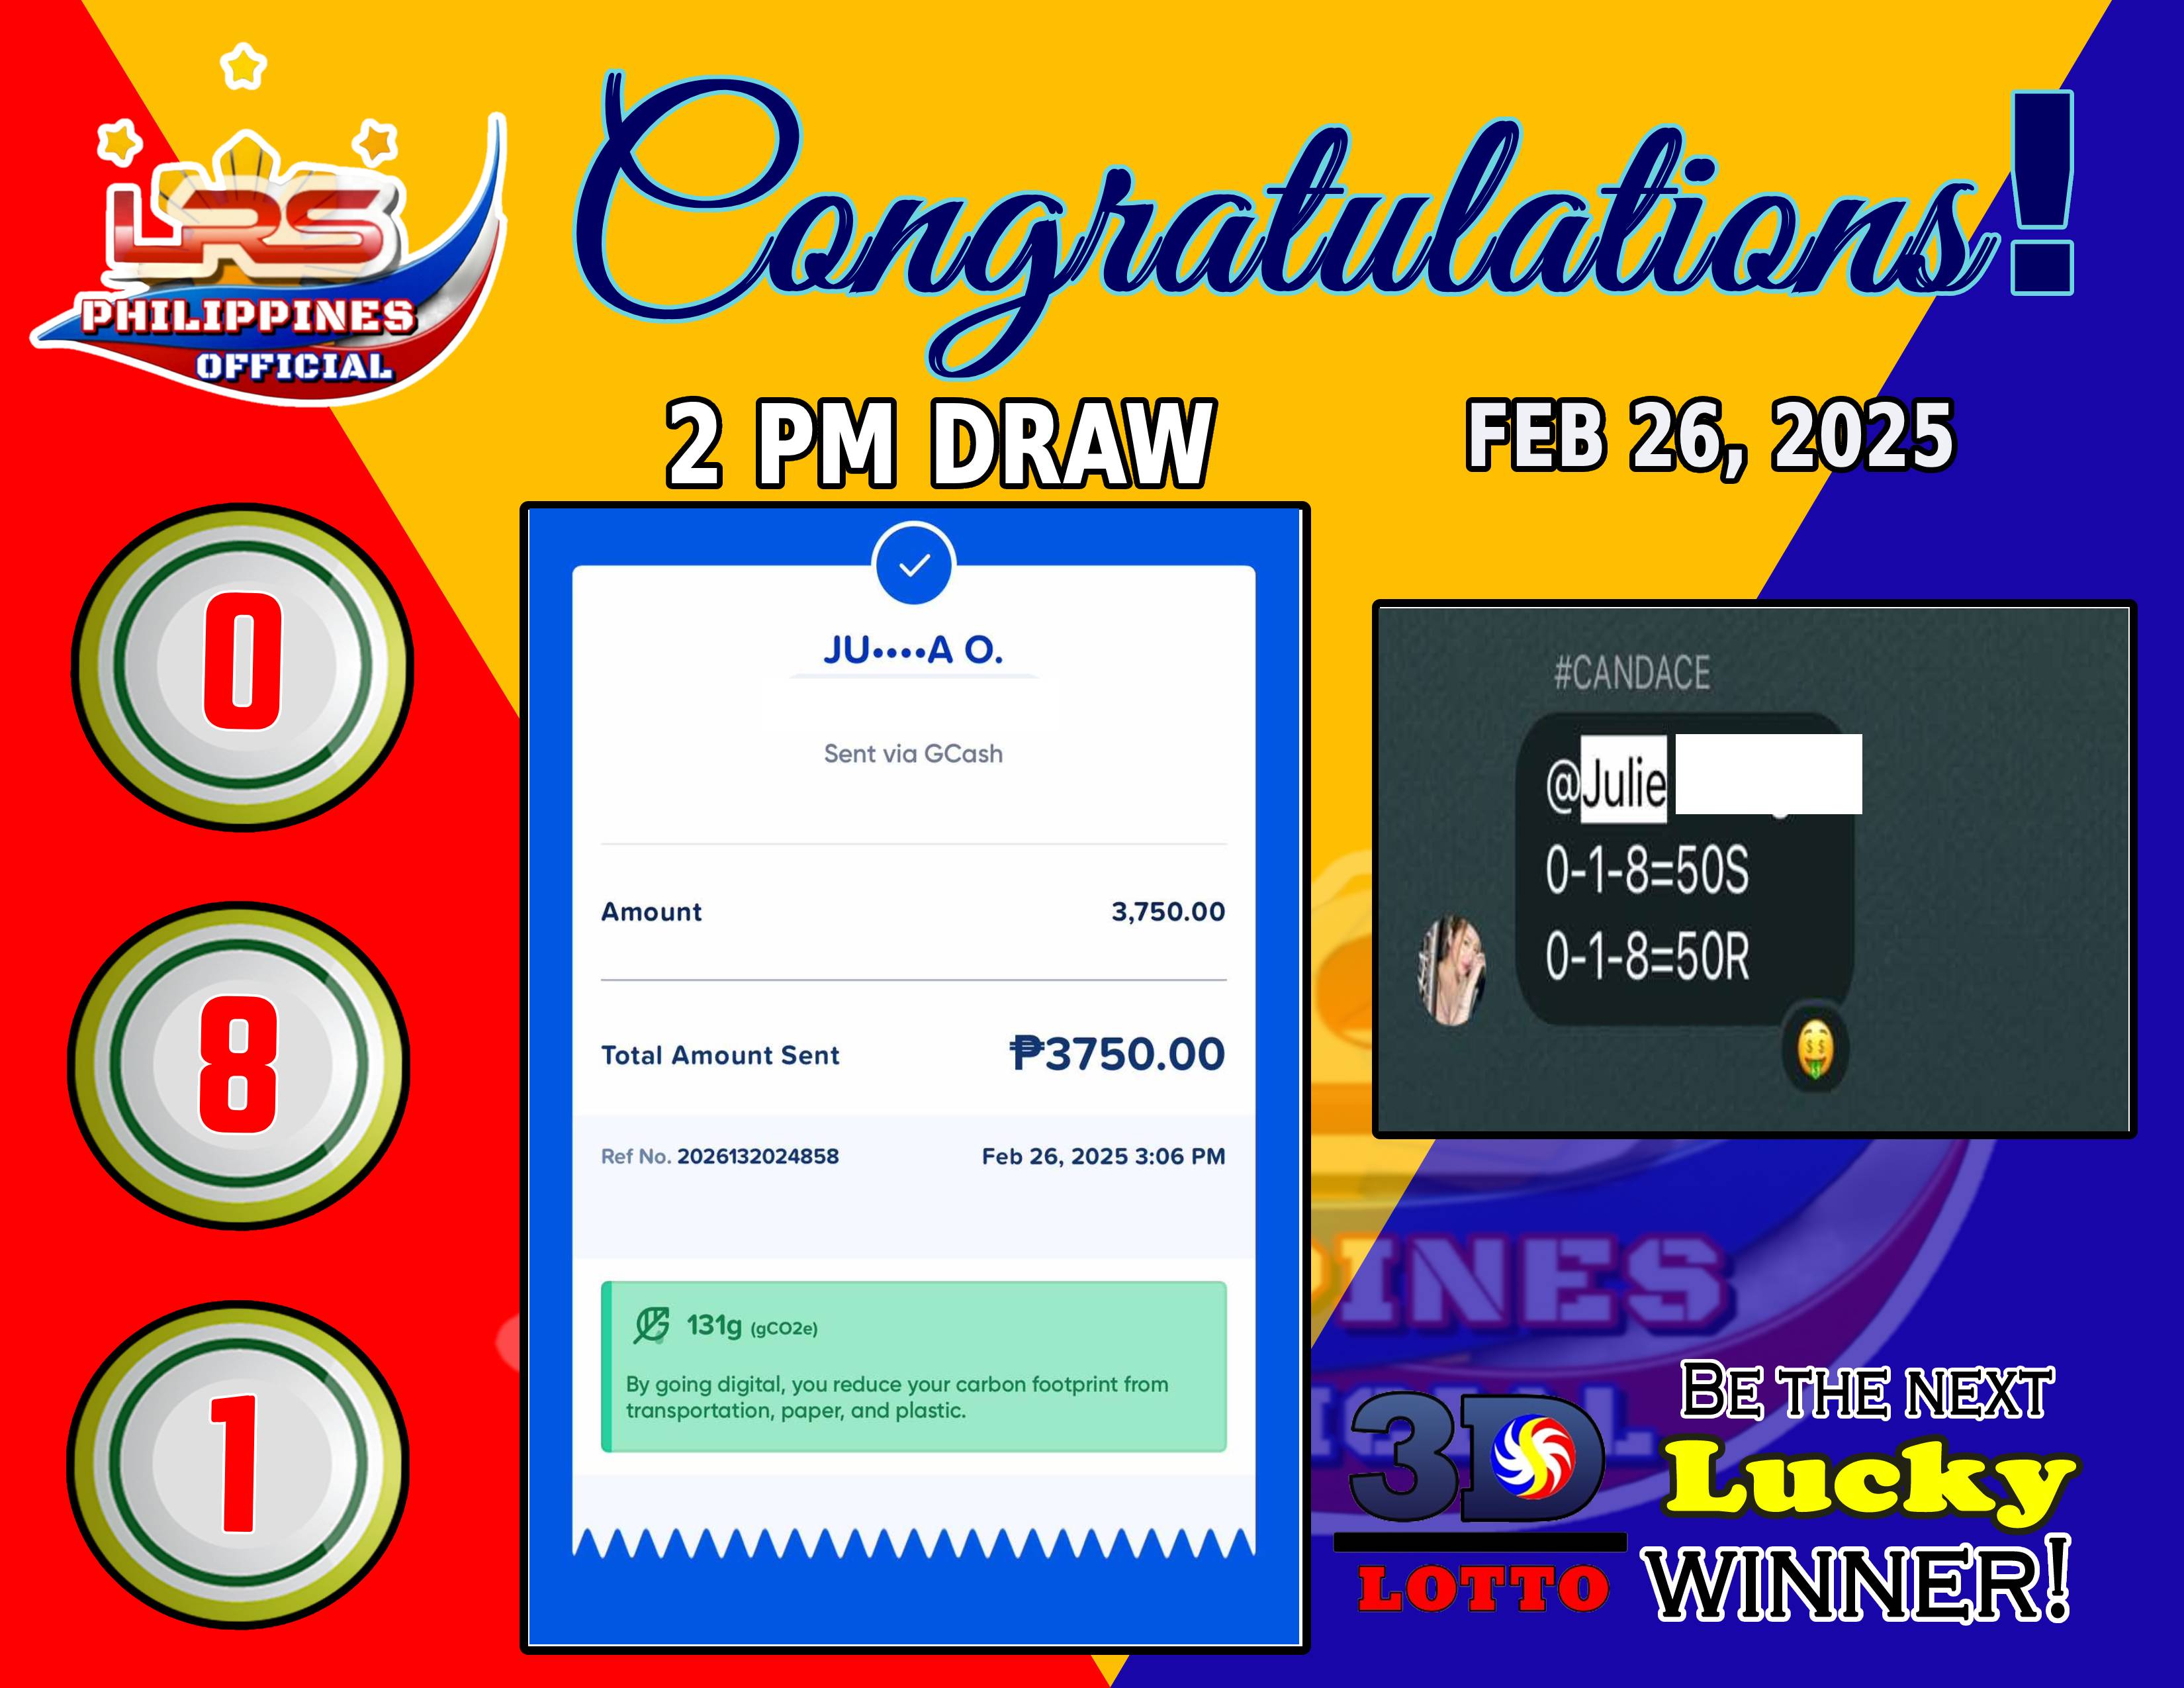 LRS
PHILIPPINES
OFFICIAL
Congratulations!
2 PM DRAW
FEB 26, 2025
0
8
1
JU••••A O.
Sent via GCash
Amount 3,750.00
Total Amount Sent ₱3750.00
Ref No. 2026132024858 Feb 26, 2025 3:06 PM
131g (gCO2e)
By going digital, you reduce your carbon footprint from
transportation, paper, and plastic.
#CANDACE
@Julie
0-1-8=50S
0-1-8=50R
PINES
ICIAL
3D
LOTTO
BE THE NEXT
Lucky
WINNER!